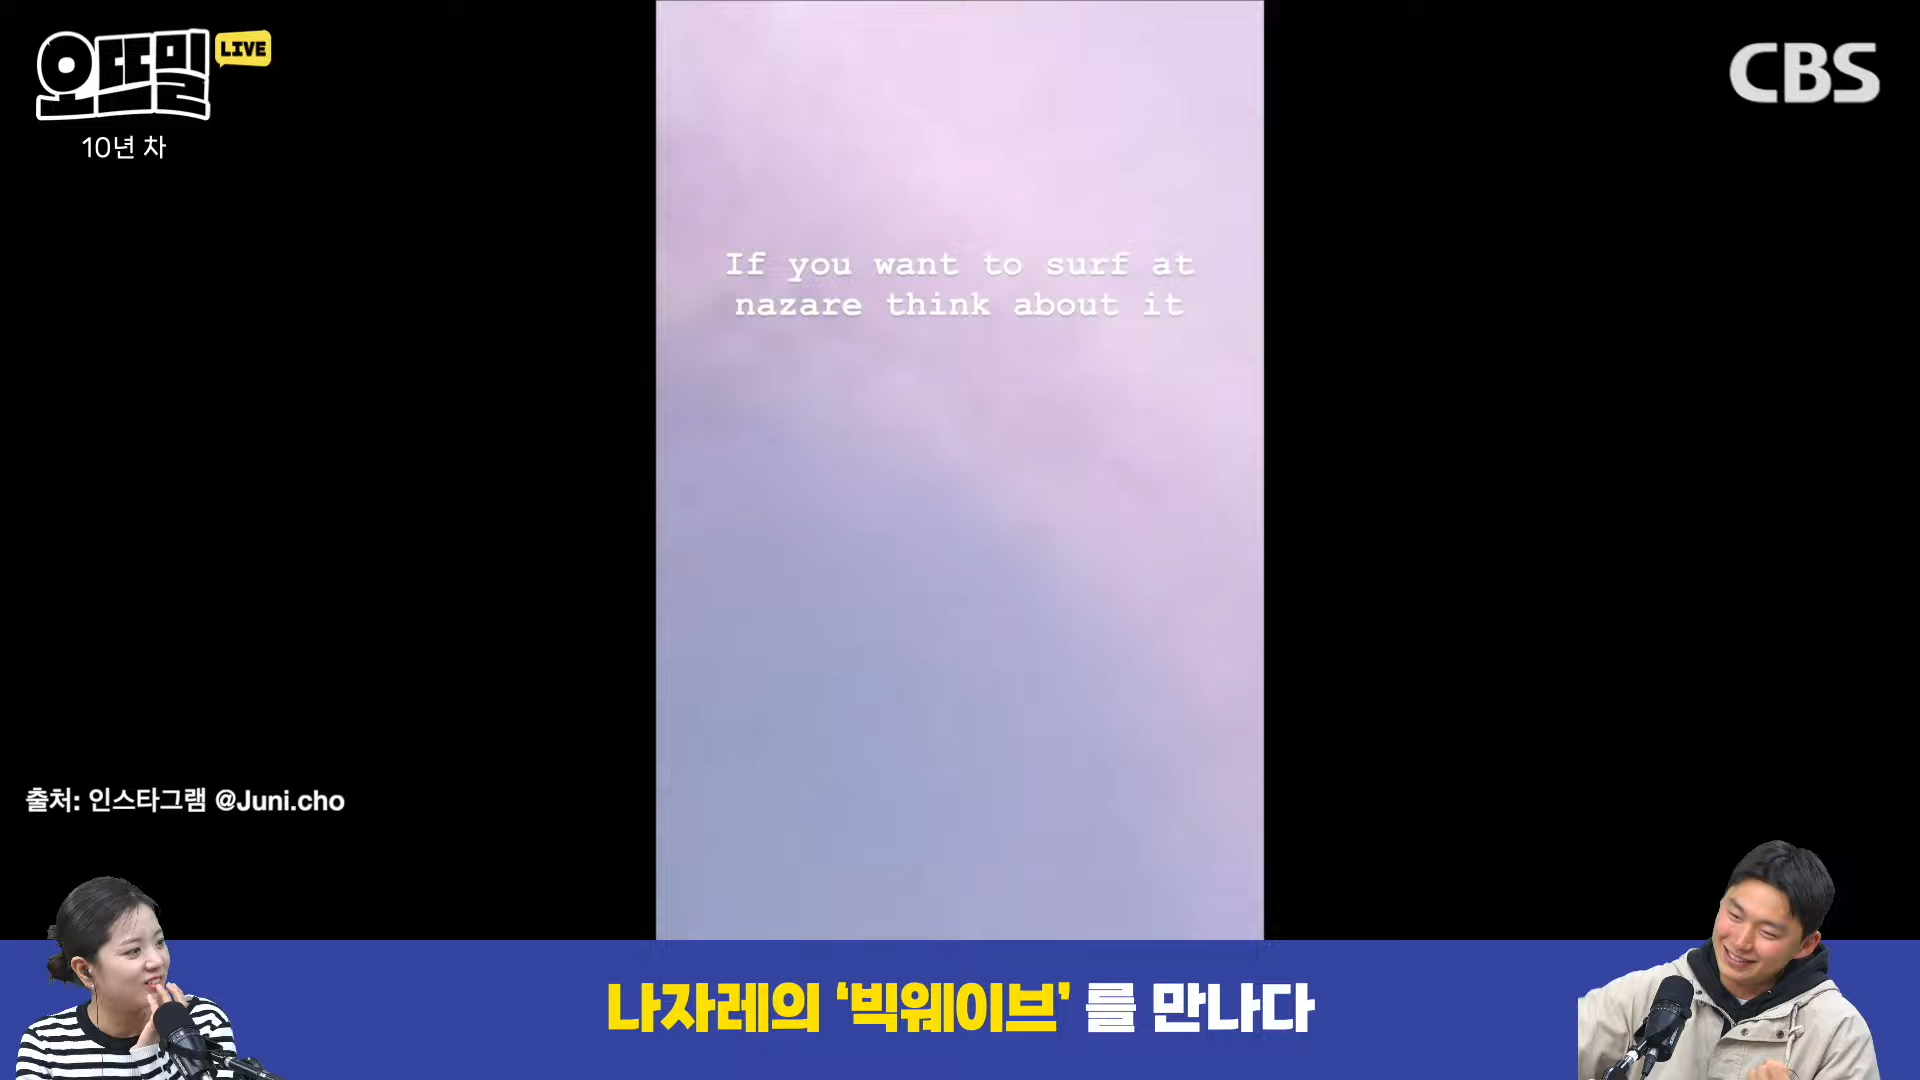 오뜨밀 LIVE
10년 차
CBS
If you want to surf at
nazare think about it
출처: 인스타그램 @Juni.cho
나자레의 ‘빅웨이브’ 를 만나다